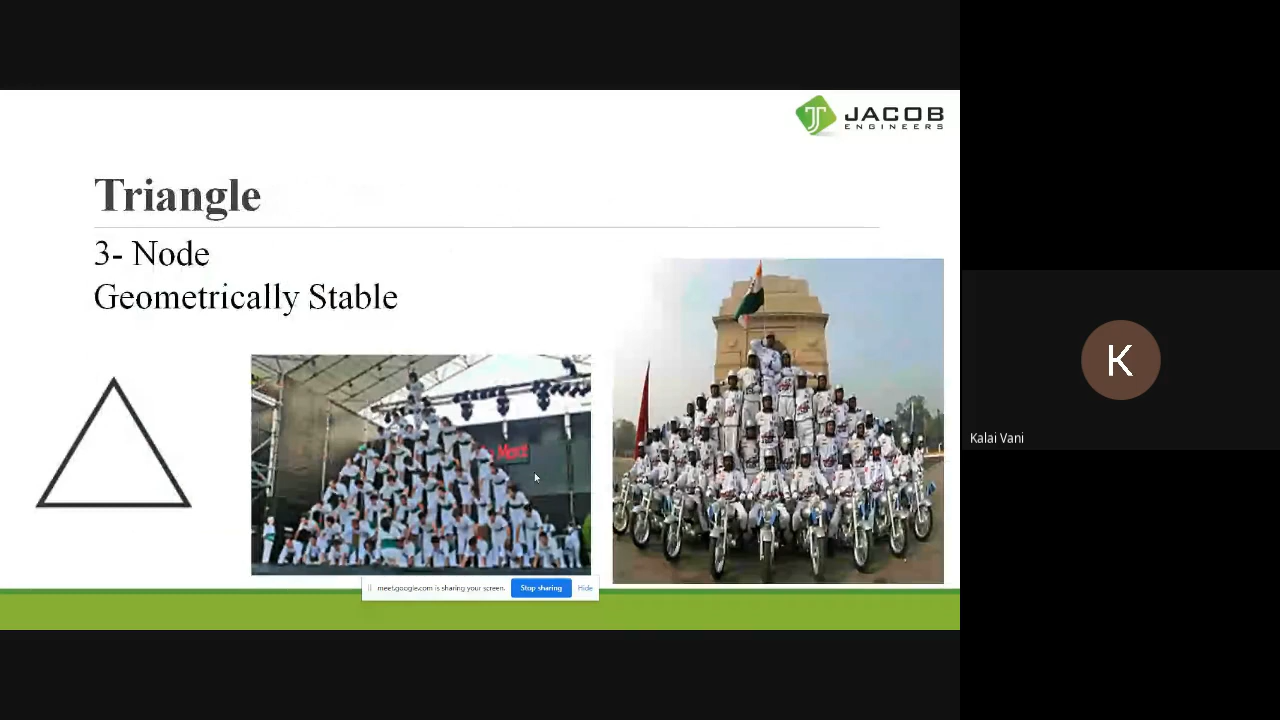 JACOB
ENGINEERS
Triangle
3- Node
Geometrically Stable
meet.google.com is sharing your screen. Stop sharing Hide
K
Kalai Vani